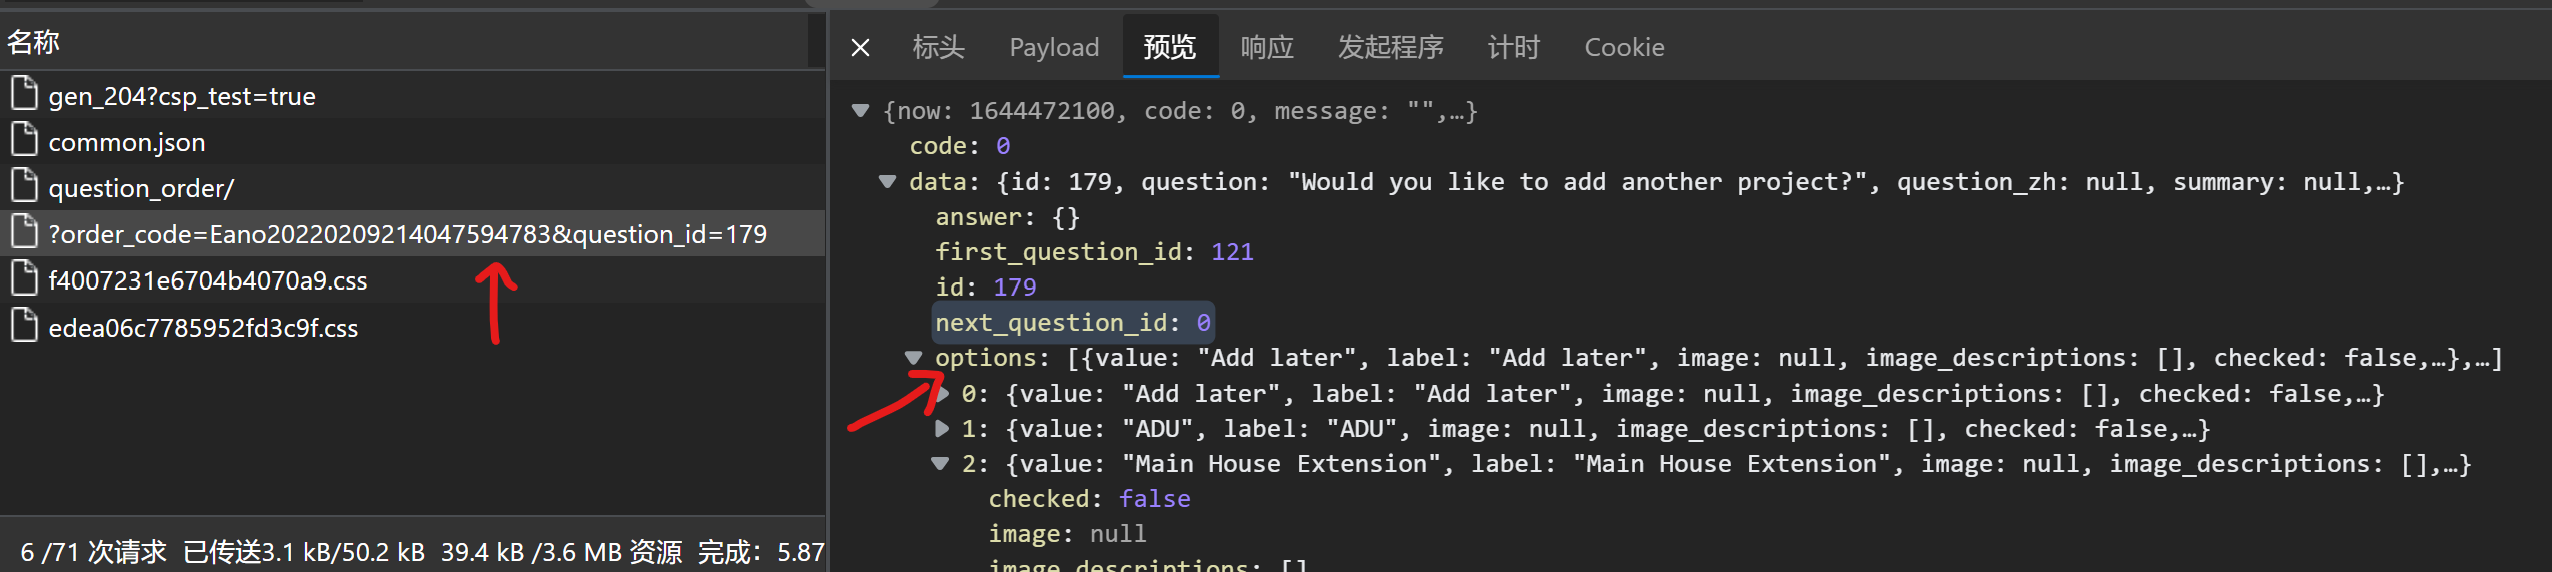 名称
gen_204?csp_test=true
common.json
question_order/
?order_code=Eano20220209214047594783&question_id=179
f4007231e6704b4070a9.css
edea06c7785952fd3c9f.css
6 /71 次请求 已传送3.1 kB/50.2 kB 39.4 kB /3.6 MB 资源 完成：5.87
标头 Payload 预览 响应 发起程序 计时 Cookie
{now: 1644472100, code: 0, message: "",…}
code: 0
data: {id: 179, question: "Would you like to add another project?", question_zh: null, summary: null,…}
answer: {}
first_question_id: 121
id: 179
next_question_id: 0
options: [{value: "Add later", label: "Add later", image: null, image_descriptions: [], checked: false,…},…]
0: {value: "Add later", label: "Add later", image: null, image_descriptions: [], checked: false,…}
1: {value: "ADU", label: "ADU", image: null, image_descriptions: [], checked: false,…}
2: {value: "Main House Extension", label: "Main House Extension", image: null, image_descriptions: [],…}
checked: false
image: null
image_descriptions: []